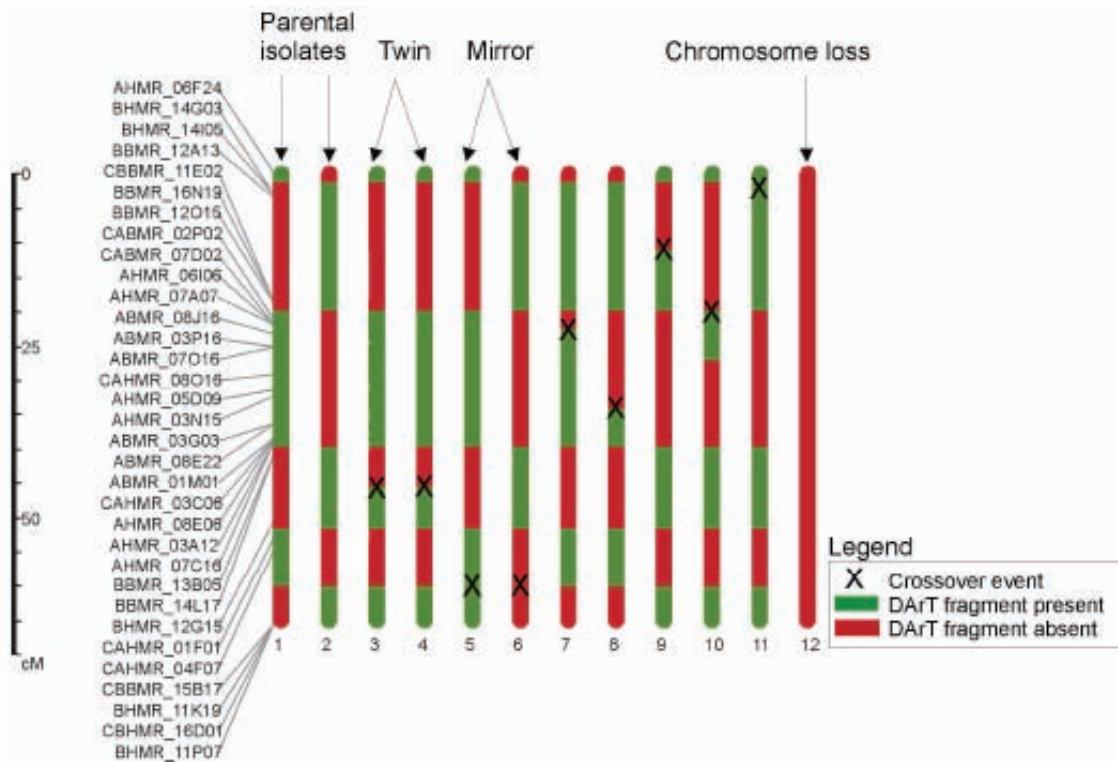 Parental
isolates
Twin
Mirror
Chromosome loss
AHMR_06F24
BHMR_14G03
BHMR_14I05
BBMR_12A13
CBBMR_11E02
BBMR_16N19
BBMR_12O15
CABMR_02P02
CABMR_07D02
AHMR_06I06
AHMR_07A07
ABMR_08J16
ABMR_03P16
ABMR_07O16
CAHMR_08O16
AHMR_05D09
AHMR_03N15
ABMR_03G03
ABMR_08E22
ABMR_01M01
CAHMR_03C06
AHMR_08E06
AHMR_03A12
AHMR_07C16
BBMR_13B05
BBMR_14L17
BHMR_12G15
CAHMR_01F01
CAHMR_04F07
CBBMR_15B17
BHMR_11K19
CBHMR_16D01
BHMR_11P07
0
25
50
cM
1 2 3 4 5 6 7 8 9 10 11 12
Legend
X Crossover event
DArT fragment present
DArT fragment absent